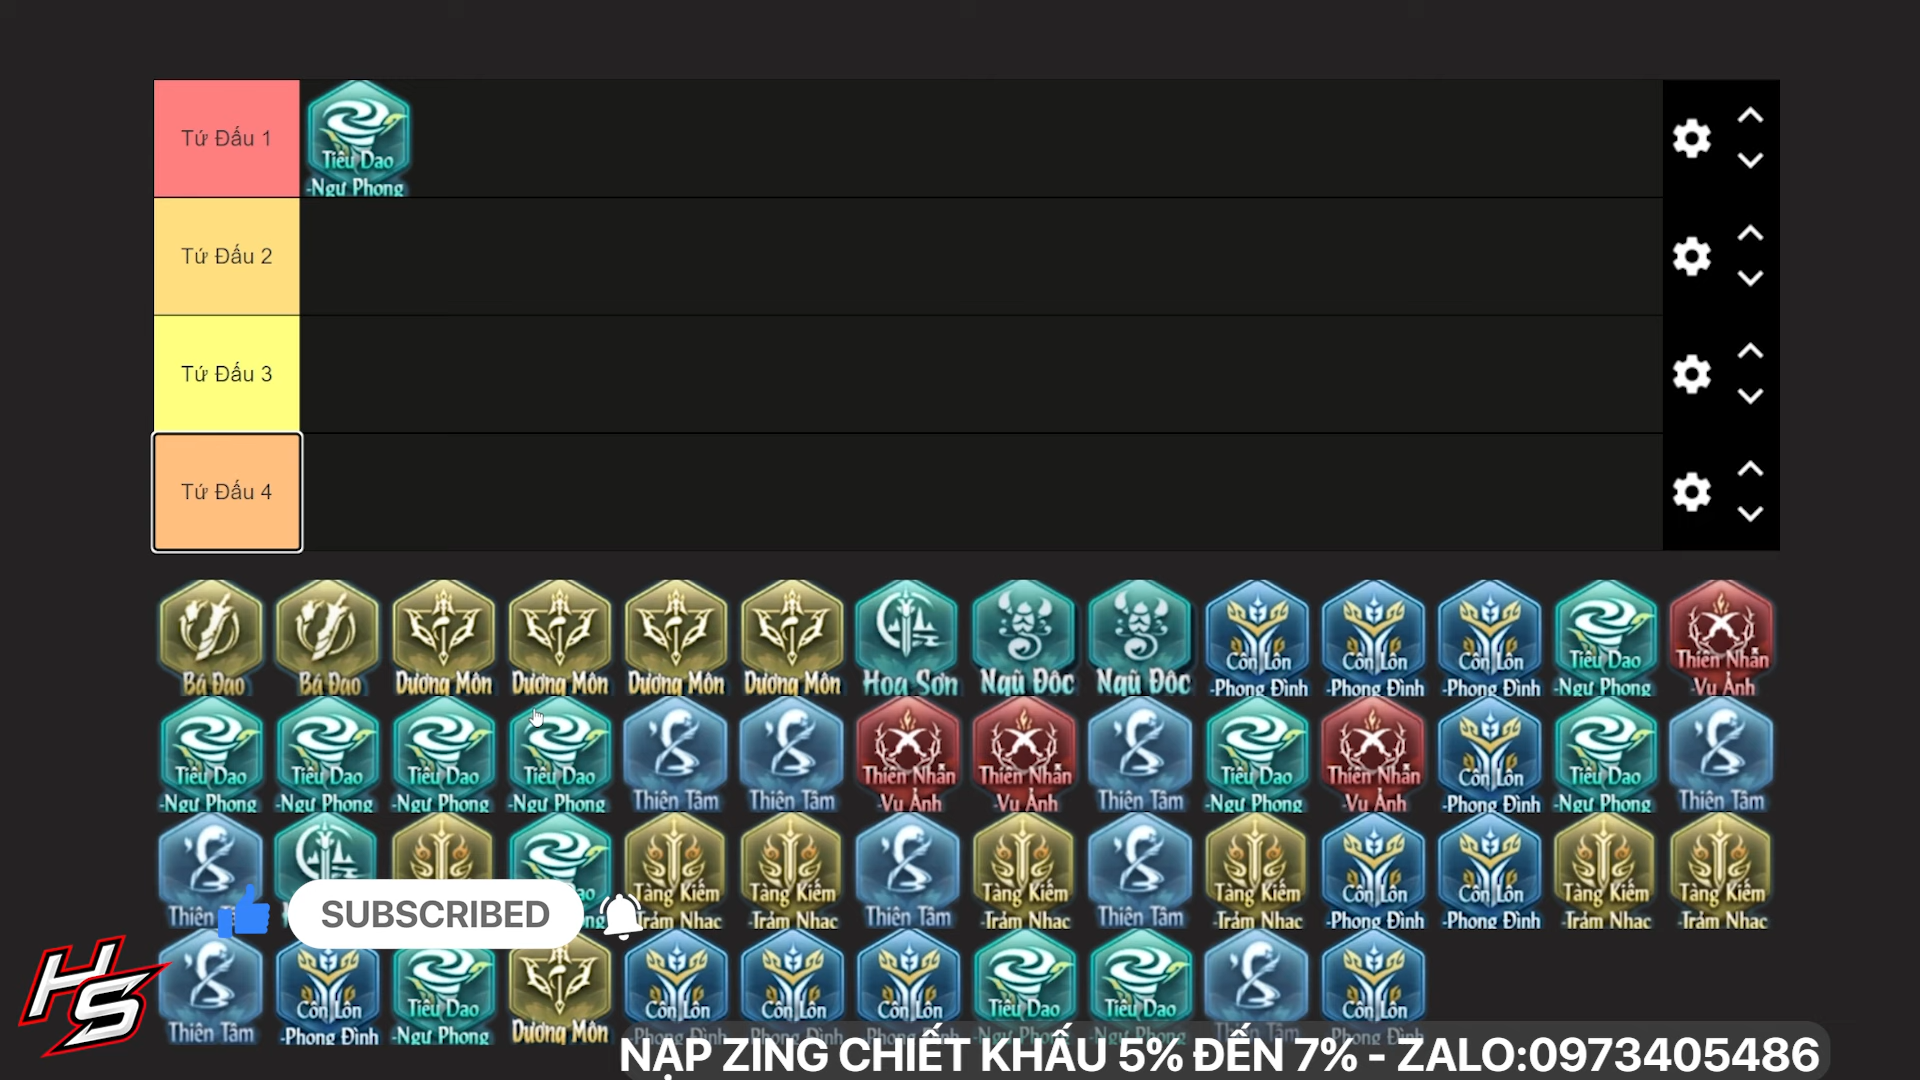 Tứ Đấu 1
Tiêu Dao
-Ngự Phong
Tứ Đấu 2
Tứ Đấu 3
Tứ Đấu 4
Bá Đao Bá Đao Dương Môn Dương Môn Dương Môn Dương Môn Hoa Sơn Ngũ Độc Ngũ Độc Côn Lôn Côn Lôn Côn Lôn Tiêu Dao Thiên Nhẫn
-Phong Đình -Phong Đình -Phong Đình -Ngự Phong -Vụ Ảnh
Tiêu Dao Tiêu Dao Tiêu Dao Tiêu Dao Thiên Tâm Thiên Tâm Thiên Nhẫn Thiên Nhẫn Thiên Tâm Tiêu Dao Thiên Nhẫn Côn Lôn Tiêu Dao Thiên Tâm
-Ngự Phong -Ngự Phong -Ngự Phong -Ngự Phong -Vụ Ảnh -Vụ Ảnh -Ngự Phong -Vụ Ảnh -Phong Đình -Ngự Phong
Tàng Kiếm Tàng Kiếm Thiên Tâm Tàng Kiếm Thiên Tâm Tàng Kiếm Côn Lôn Côn Lôn Tàng Kiếm Tàng Kiếm
-Trảm Nhạc -Trảm Nhạc -Trảm Nhạc -Phong Đình -Phong Đình -Trảm Nhạc -Trảm Nhạc
SUBSCRIBED
Thiên Tâm Côn Lôn Tiêu Dao Dương Môn Côn Lôn Côn Lôn Côn Lôn Tiêu Dao Tiêu Dao Thiên Tâm Côn Lôn
-Phong Đình -Ngự Phong
HS
NẠP ZING CHIẾT KHẤU 5% ĐẾN 7% - ZALO:0973405486